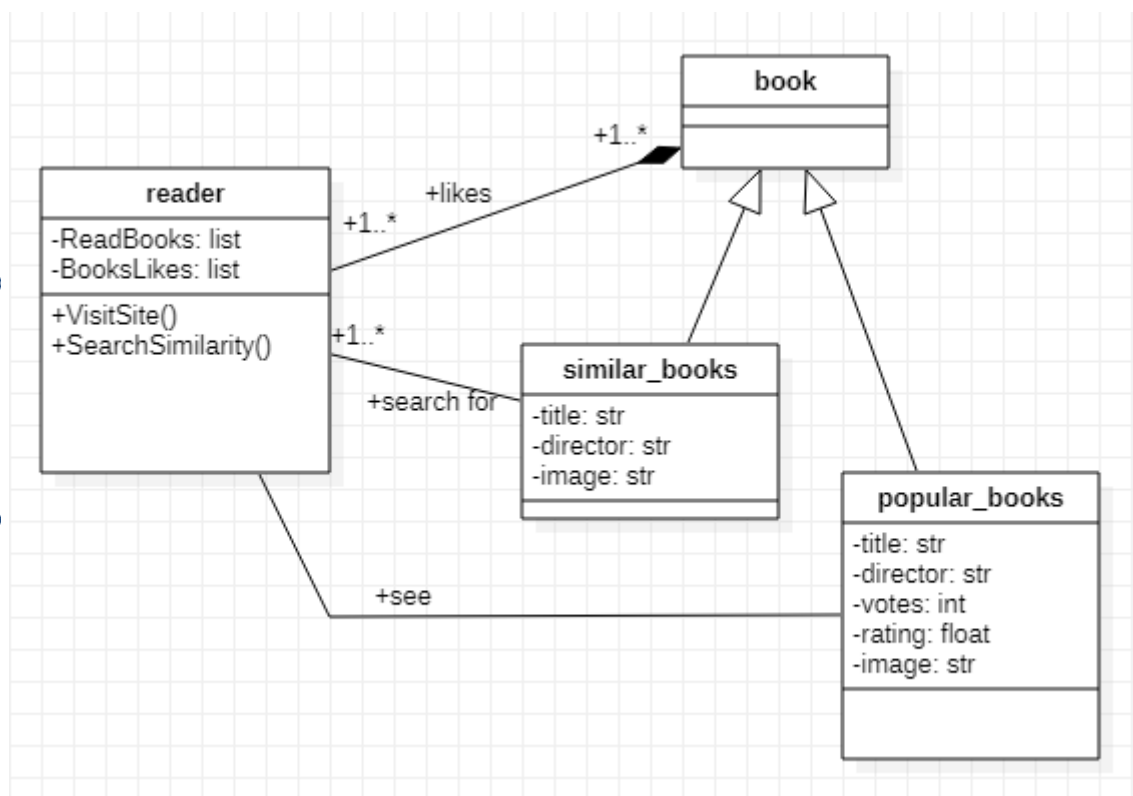 book
+1..*
+likes
+1..*
reader
-ReadBooks: list
-BooksLikes: list
+VisitSite()
+SearchSimilarity()
+1..*
+search for
similar_books
-title: str
-director: str
-image: str
popular_books
-title: str
-director: str
-votes: int
-rating: float
-image: str
+see